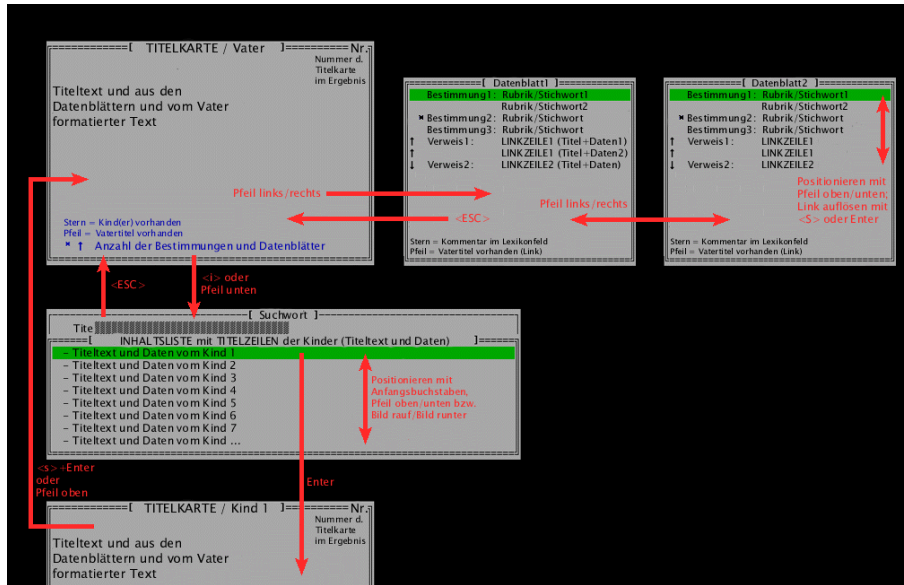 TITELKARTE / Vater
Nr.
Nummer d.
Titelkarte
im Ergebnis
Titeltext und aus den
Datenblättern und vom Vater
formatierter Text
Stern = Kind(er) vorhanden
Pfeil = Vatertitel vorhanden
* ↑ Anzahl der Bestimmungen und Datenblätter
Pfeil links/rechts
<ESC>
[ Datenblatt1 ]
Bestimmung1: Rubrik/Stichwort1
Rubrik/Stichwort2
* Bestimmung2: Rubrik/Stichwort
Bestimmung3: Rubrik/Stichwort
↑ Verweis1: LINKZEILE1 (Titel+Daten1)
↑ LINKZEILE1 (Titel+Daten2)
↓ Verweis2: LINKZEILE2 (Titel+Daten)
Stern = Kommentar im Lexikonfeld
Pfeil = Vatertitel vorhanden (Link)
Pfeil links/rechts
[ Datenblatt2 ]
Bestimmung1: Rubrik/Stichwort1
Rubrik/Stichwort2
* Bestimmung2: Rubrik/Stichwort
Bestimmung3: Rubrik/Stichwort
↑ Verweis1: LINKZEILE1
↑ LINKZEILE1
↓ Verweis2: LINKZEILE2
Positionieren mit
Pfeil oben/unten;
Link auflösen mit
<S> oder Enter
Stern = Kommentar im Lexikonfeld
Pfeil = Vatertitel vorhanden (Link)
<ESC>
<i> oder
Pfeil unten
[ Suchwort ]
Tite
[ INHALTSLISTE mit TITELZEILEN der Kinder (Titeltext und Daten) ]
– Titeltext und Daten vom Kind 1
– Titeltext und Daten vom Kind 2
– Titeltext und Daten vom Kind 3
– Titeltext und Daten vom Kind 4
– Titeltext und Daten vom Kind 5
– Titeltext und Daten vom Kind 6
– Titeltext und Daten vom Kind 7
– Titeltext und Daten vom Kind ...
Positionieren mit
Anfangsbuchstaben,
Pfeil oben/unten bzw.
Bild rauf/Bild runter
<s>+Enter
oder
Pfeil oben
Enter
[ TITELKARTE / Kind 1 ]
Nr.
Nummer d.
Titelkarte
im Ergebnis
Titeltext und aus den
Datenblättern und vom Vater
formatierter Text